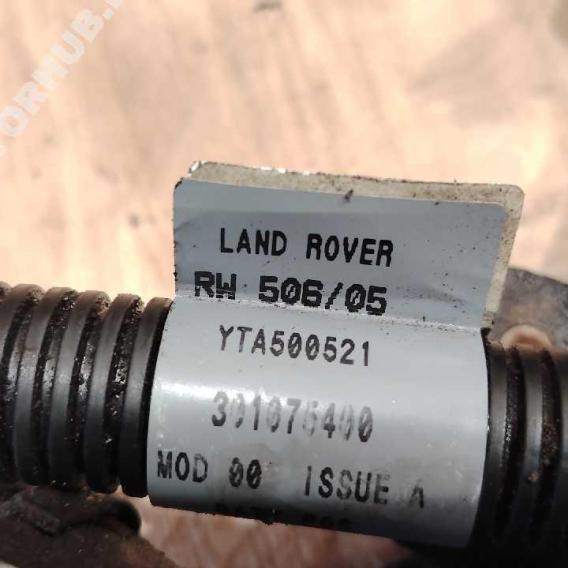 LAND ROVER
RW 506/05
YTA500521
301076400
MOD 00 ISSUE A